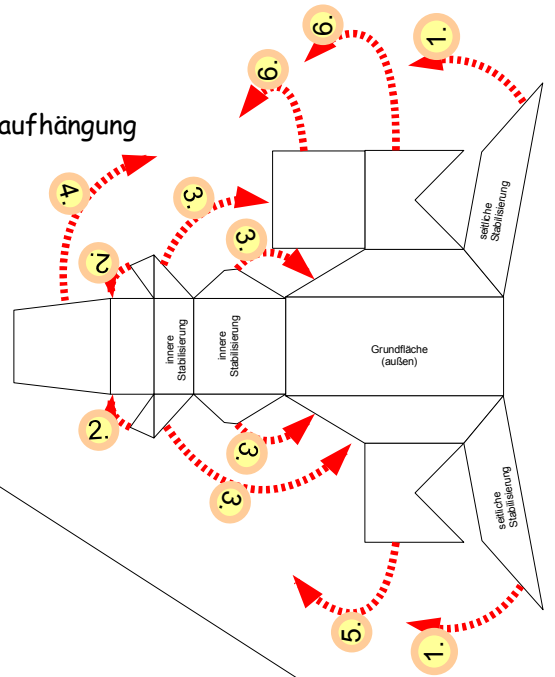 6.
1.
6.
aufhängung
4.
3.
3.
2.
seitliche
Stabilisierung
innere
Stabilisierung
innere
Stabilisierung
Grundfläche
(außen)
2.
3.
3.
seitliche
Stabilisierung
5.
1.